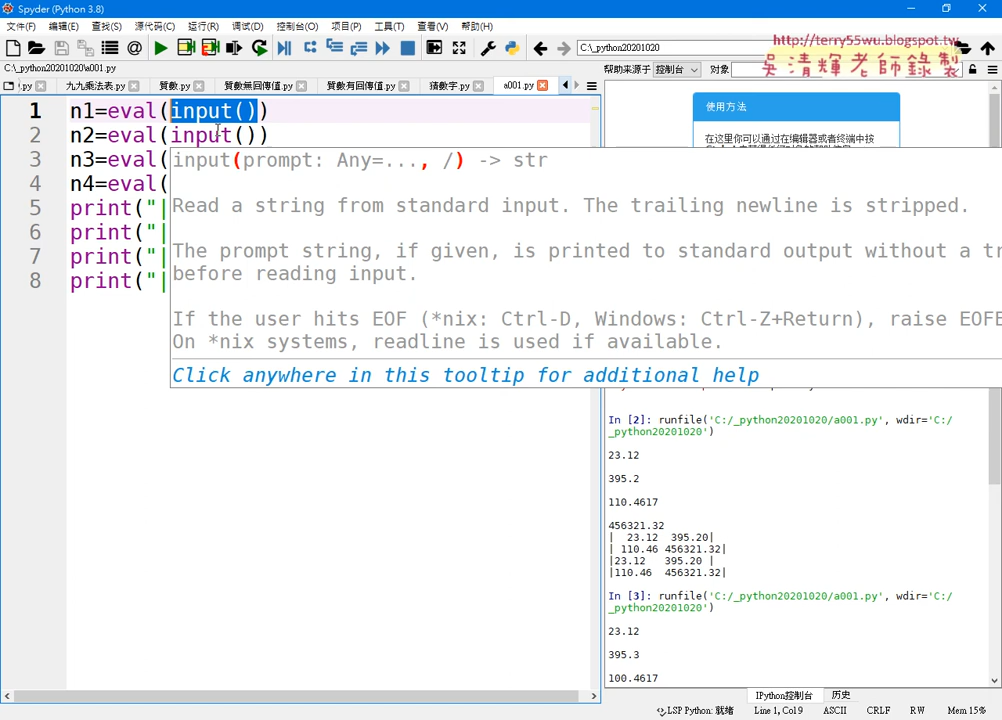 Spyder (Python 3.8)
文件(F) 编辑(E) 查找(S) 源代码(C) 运行(R) 调试(D) 控制台(O) 项目(P) 工具(T) 查看(V) 帮助(H)
C:\_python20201020
http://terry55wu.blogspot.tw
吳清輝老師錄製
C:\_python20201020\a001.py
帮助 来源于 控制台 对象
.py 九九乘法表.py 質數.py 質數無回傳值.py 質數有回傳值.py 猜數字.py a001.py
使用方法
在这里你可以通过在编辑器或者终端中按
1 n1=eval(input())
2 n2=eval(input())
3 n3=eval(
4 n4=eval(
5 print("|
6 print("|
7 print("|
8 print("|
input(prompt: Any=..., /) -> str
Read a string from standard input. The trailing newline is stripped.
The prompt string, if given, is printed to standard output without a tr
before reading input.
If the user hits EOF (*nix: Ctrl-D, Windows: Ctrl-Z+Return), raise EOFE
On *nix systems, readline is used if available.
Click anywhere in this tooltip for additional help
In [2]: runfile('C:/_python20201020/a001.py', wdir='C:/
_python20201020')
23.12
395.2
110.4617
456321.32
|  23.12  395.20|
| 110.46 456321.32|
|23.12   395.20 |
|110.46  456321.32|
In [3]: runfile('C:/_python20201020/a001.py', wdir='C:/
_python20201020')
23.12
395.3
100.4617
IPython控制台 历史
LSP Python: 就绪 Line 1, Col9 ASCII CRLF RW Mem 15%